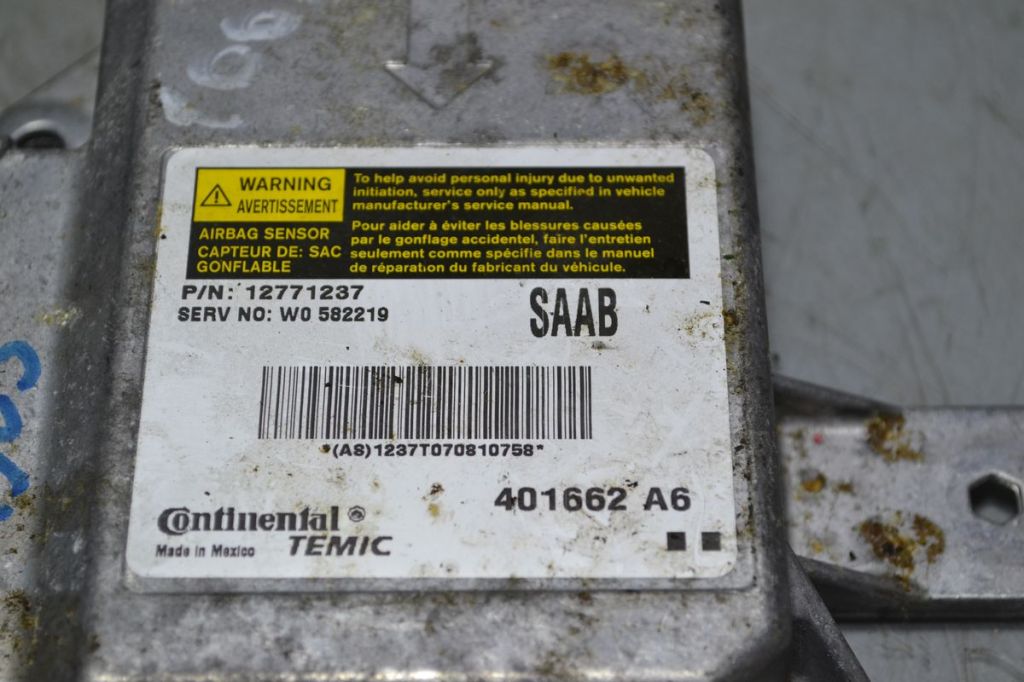 WARNING
AVERTISSEMENT
AIRBAG SENSOR
CAPTEUR DE: SAC
GONFLABLE
To help avoid personal injury due to unwanted
initiation, service only as specified in vehicle
manufacturer's service manual.
Pour aider à éviter les blessures causées
par le gonflage accidentel, faire l'entretien
seulement comme spécifie dans le manuel
de réparation du fabricant du véhicule.
P/N: 12771237
SERV NO: W0 582219
SAAB
*(AS)1237T070810758*
401662 A6
Continental
TEMIC
Made in Mexico